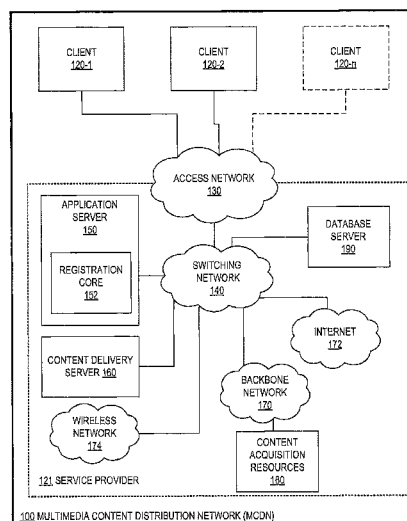 CLIENT
120-1
CLIENT
120-2
CLIENT
120-n
ACCESS NETWORK
130
APPLICATION
SERVER
150
REGISTRATION
CORE
152
SWITCHING
NETWORK
140
DATABASE
SERVER
190
INTERNET
172
CONTENT DELIVERY
SERVER 160
BACKBONE
NETWORK
170
WIRELESS
NETWORK
174
CONTENT
ACQUISITION
RESOURCES
180
121 SERVICE PROVIDER
100 MULTIMEDIA CONTENT DISTRIBUTION NETWORK (MCDN)